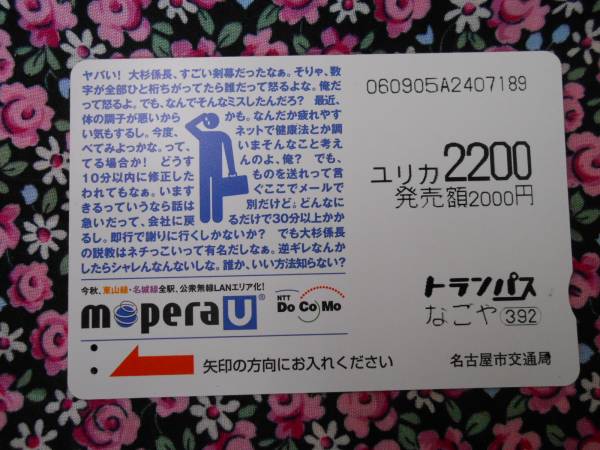 ヤバい！大杉係長、すごい剣幕だったなぁ。そりゃ、数
字が全部ひと桁ちがってたら誰だって怒るよな。俺だ
って怒るよ。でも、なんでそんなミスしたんだろ？最近、
体の調子が悪いから かも。なんだか疲れやす
い気もするし。今度、 ネットで健康法とか調
べてみよっかな。って、 いまそんなこと考え
てる場合か！どうす んのよ、俺？でも、
10分以内に修正した ものを送れって言
われてもなぁ。います ぐここでメールで
きるっていうなら話は 別だけど。どんなに
急いだって、会社に戻 るだけで30分以上かか
るし。即行で謝りに行くしかないか？でも大杉係長
の説教はネチっこいって有名だしなぁ。逆ギレなんか
したらシャレんなんないしな。誰か、いい方法知らない？
今秋、東山線・名城線全駅、公衆無線LANエリア化！
mopera U®
NTT
DoCoMo
矢印の方向にお入れください
060905A2407189
ユリカ2200
発売額2000円
トランパス
なごや392
名古屋市交通局